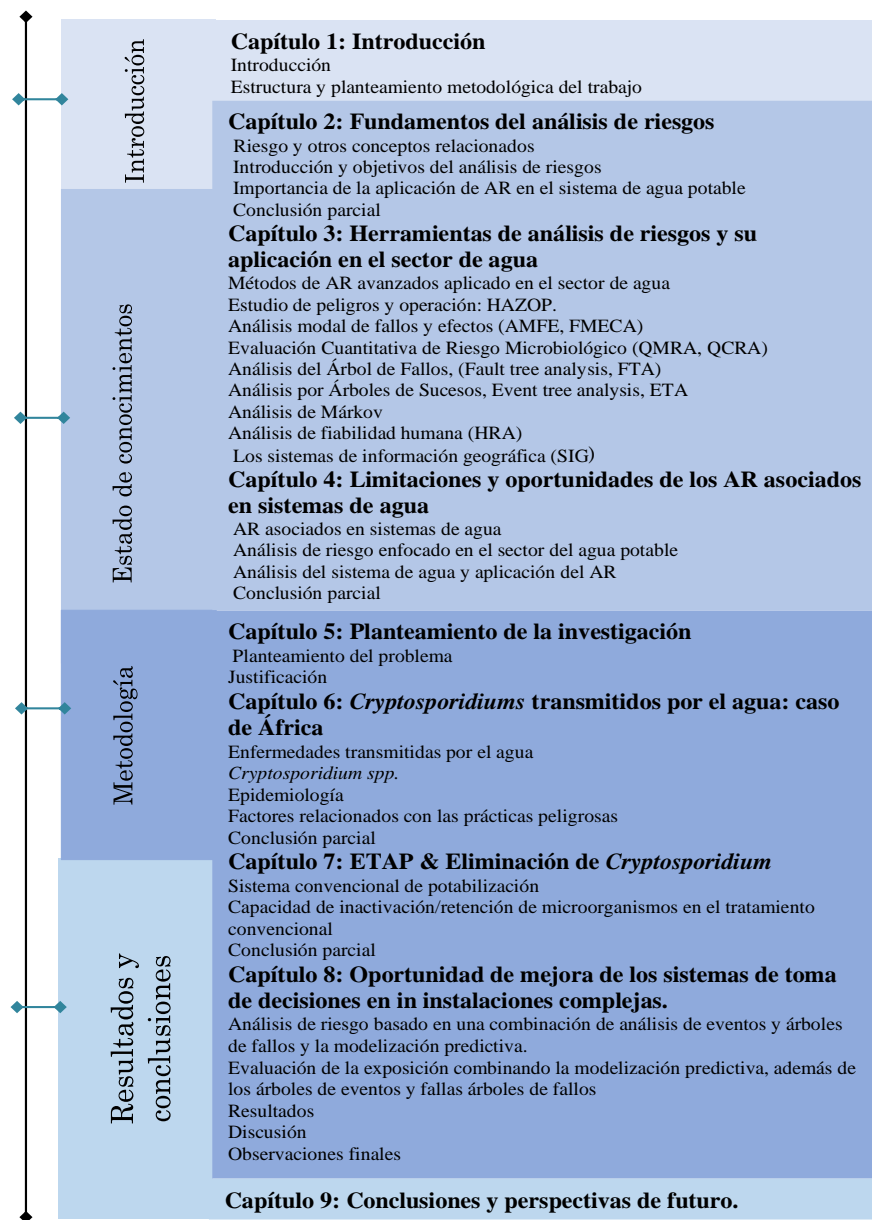 Introducción
Capítulo 1: Introducción
Introducción
Estructura y planteamiento metodológica del trabajo
Capítulo 2: Fundamentos del análisis de riesgos
Riesgo y otros conceptos relacionados
Introducción y objetivos del análisis de riesgos
Importancia de la aplicación de AR en el sistema de agua potable
Conclusión parcial
Estado de conocimientos
Capítulo 3: Herramientas de análisis de riesgos y su
aplicación en el sector de agua
Métodos de AR avanzados aplicado en el sector de agua
Estudio de peligros y operación: HAZOP.
Análisis modal de fallos y efectos (AMFE, FMECA)
Evaluación Cuantitativa de Riesgo Microbiológico (QMRA, QCRA)
Análisis del Árbol de Fallos, (Fault tree analysis, FTA)
Análisis por Árboles de Sucesos, Event tree analysis, ETA
Análisis de Márkov
Análisis de fiabilidad humana (HRA)
Los sistemas de información geográfica (SIG)
Capítulo 4: Limitaciones y oportunidades de los AR asociados
en sistemas de agua
AR asociados en sistemas de agua
Análisis de riesgo enfocado en el sector del agua potable
Análisis del sistema de agua y aplicación del AR
Conclusión parcial
Metodología
Capítulo 5: Planteamiento de la investigación
Planteamiento del problema
Justificación
Capítulo 6: Cryptosporidiums transmitidos por el agua: caso
de África
Enfermedades transmitidas por el agua
Cryptosporidium spp.
Epidemiología
Factores relacionados con las prácticas peligrosas
Conclusión parcial
Resultados y
conclusiones
Capítulo 7: ETAP & Eliminación de Cryptosporidium
Sistema convencional de potabilización
Capacidad de inactivación/retención de microorganismos en el tratamiento
convencional
Conclusión parcial
Capítulo 8: Oportunidad de mejora de los sistemas de toma
de decisiones en in instalaciones complejas.
Análisis de riesgo basado en una combinación de análisis de eventos y árboles
de fallos y la modelización predictiva.
Evaluación de la exposición combinando la modelización predictiva, además de
los árboles de eventos y fallas árboles de fallos
Resultados
Discusión
Observaciones finales
Capítulo 9: Conclusiones y perspectivas de futuro.